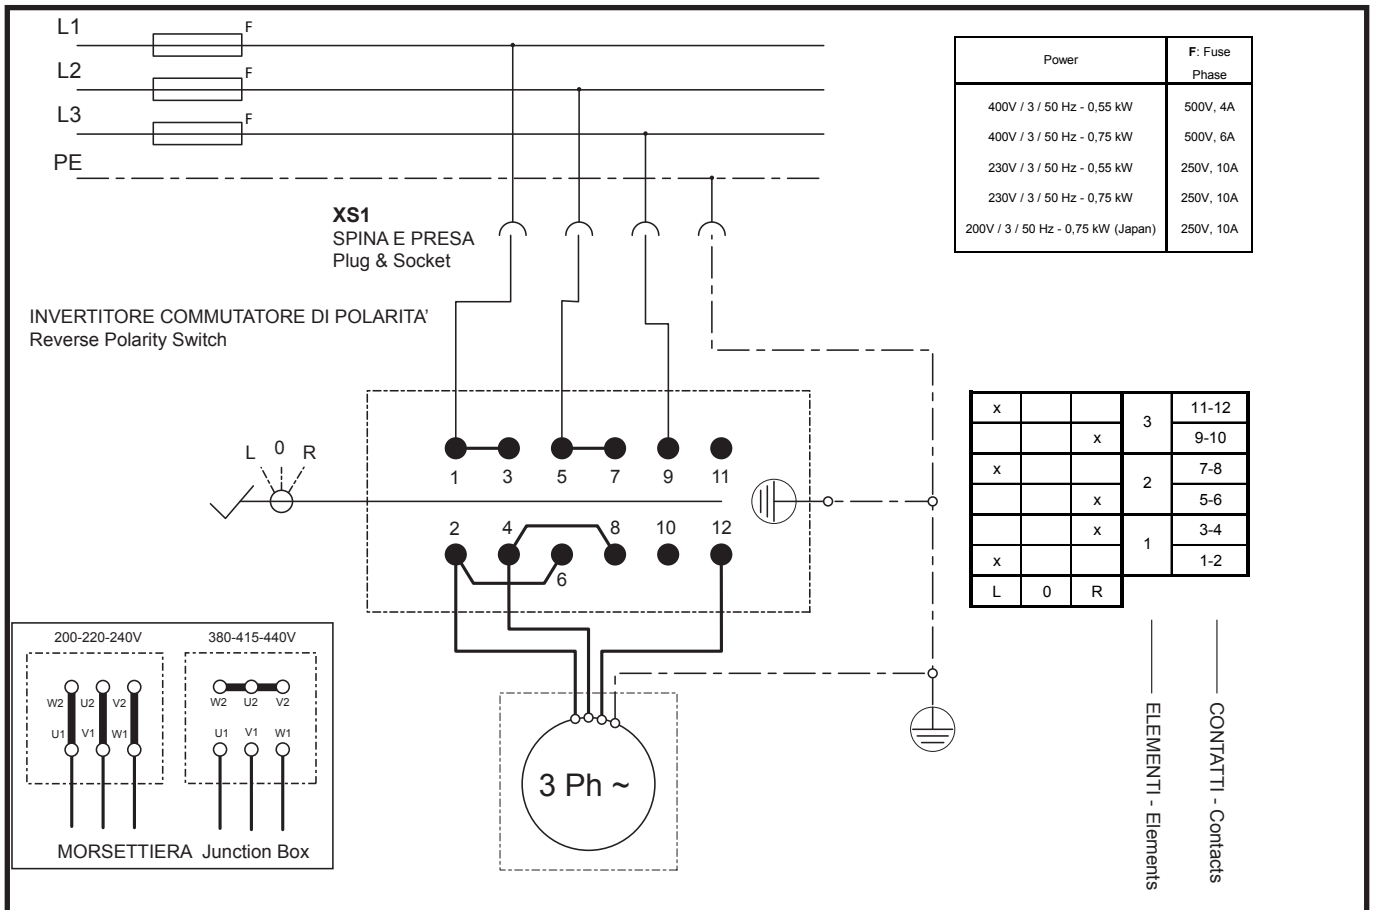 L1
F
L2
F
L3
F
PE
XS1
SPINA E PRESA
Plug & Socket
INVERTITORE COMMUTATORE DI POLARITA’
Reverse Polarity Switch
Power F: Fuse Phase
400V / 3 / 50 Hz - 0,55 kW 500V, 4A
400V / 3 / 50 Hz - 0,75 kW 500V, 6A
230V / 3 / 50 Hz - 0,55 kW 250V, 10A
230V / 3 / 50 Hz - 0,75 kW 250V, 10A
200V / 3 / 50 Hz - 0,75 kW (Japan) 250V, 10A
L 0 R
1 3 5 7 9 11
2 4 8 10 12
6
x 3 11-12
x 9-10
x 2 7-8
x 5-6
x 1 3-4
x 1-2
L 0 R
ELEMENTI - Elements
CONTATTI - Contacts
200-220-240V
W2 U2 V2
U1 V1 W1
380-415-440V
W2 U2 V2
U1 V1 W1
MORSETTIERA Junction Box
3 Ph ~